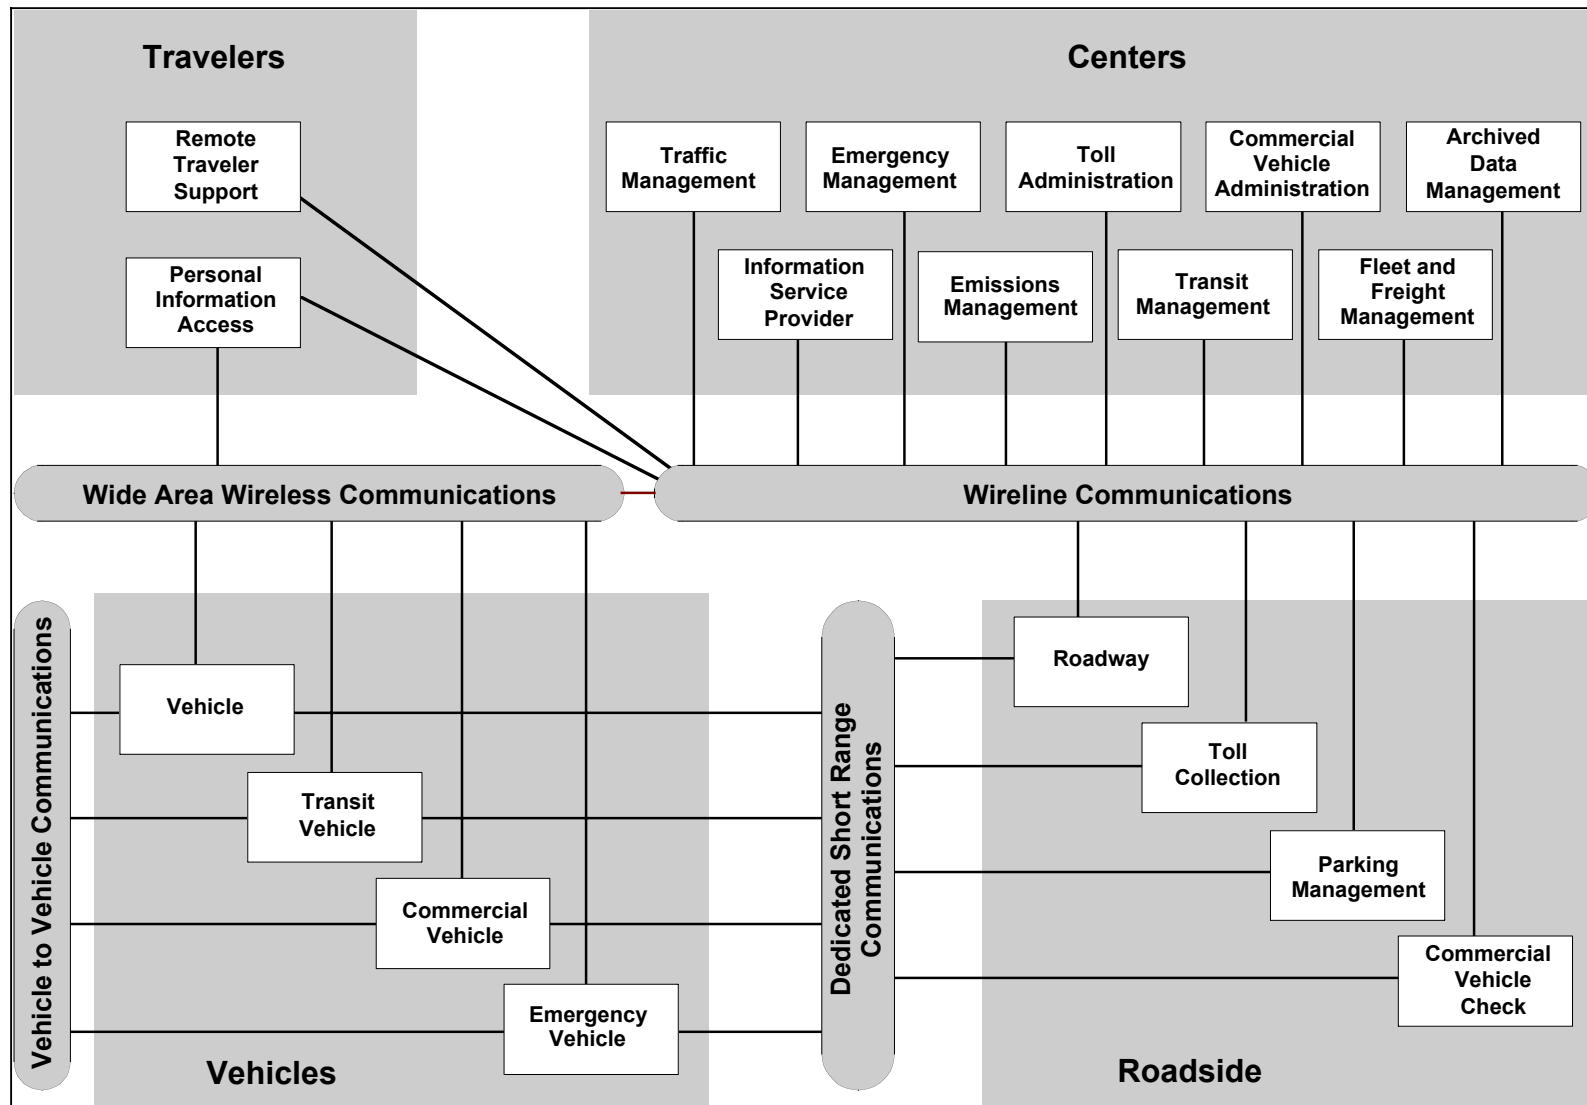 Travelers
Centers
Remote
Traveler
Support
Traffic
Management
Emergency
Management
Toll
Administration
Commercial
Vehicle
Administration
Archived
Data
Management
Personal
Information
Access
Information
Service
Provider
Emissions
Management
Transit
Management
Fleet and
Freight
Management
Wide Area Wireless Communications
Wireline Communications
Vehicle to Vehicle Communications
Vehicle
Transit
Vehicle
Commercial
Vehicle
Emergency
Vehicle
Vehicles
Dedicated Short Range
Communications
Roadway
Toll
Collection
Parking
Management
Commercial
Vehicle
Check
Roadside